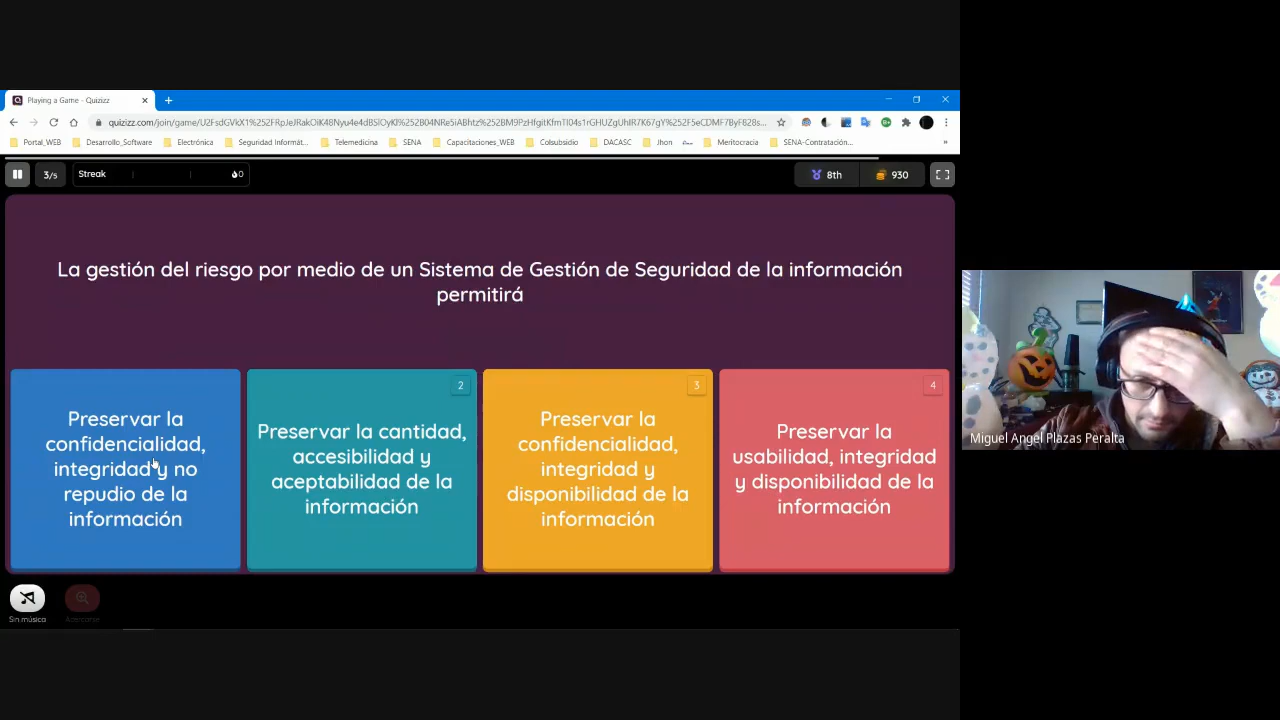 Playing a Game - Quizizz
Portal_WEB
Desarrollo_Software
Electrónica
Seguridad Informát...
Telemedicina
SENA
Capacitaciones_WEB
Colsubsidio
DACASC
Jhon
Meritocracia
SENA-Contratación...
»
3/5
Streak
0
8th
930
La gestión del riesgo por medio de un Sistema de Gestión de Seguridad de la información
permitirá
Preservar la
confidencialidad,
integridad y no
repudio de la
información
2
Preservar la cantidad,
accesibilidad y
aceptabilidad de la
información
3
Preservar la
confidencialidad,
integridad y
disponibilidad de la
información
4
Preservar la
usabilidad, integridad
y disponibilidad de la
información
Sin música
Acercarse
Miguel Angel Plazas Peralta